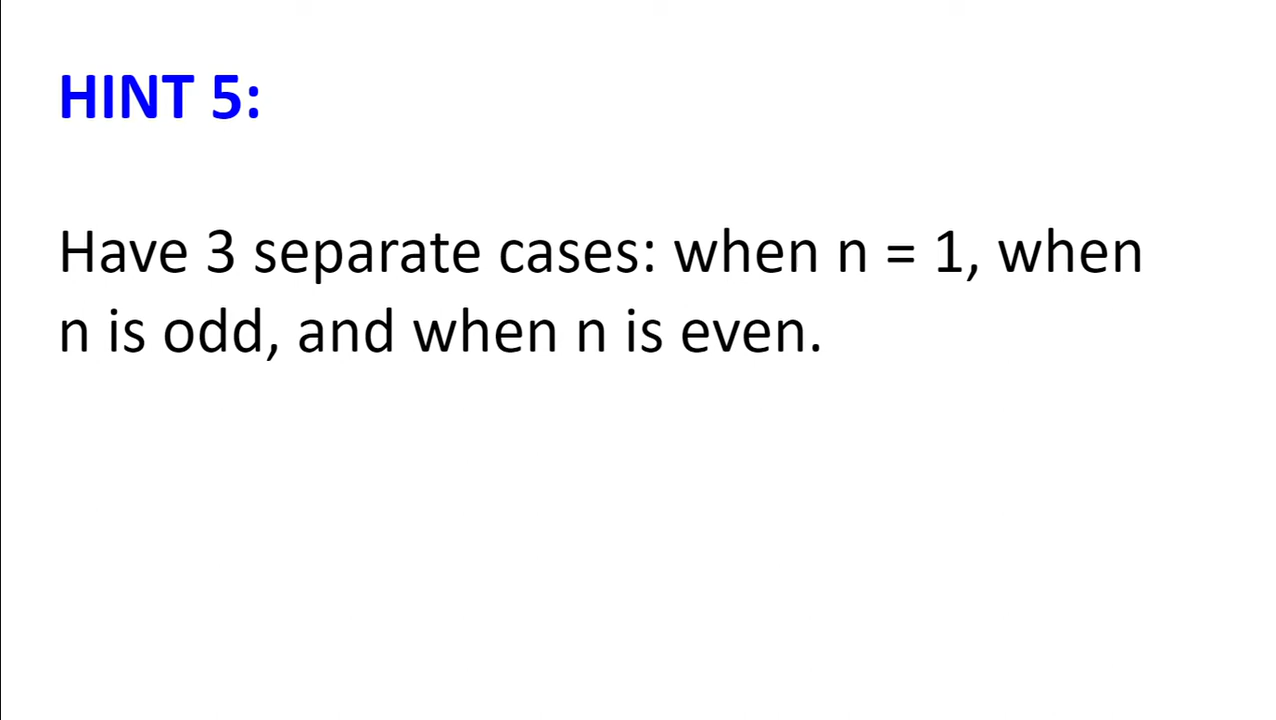 HINT 5:
Have 3 separate cases: when n = 1, when
n is odd, and when n is even.